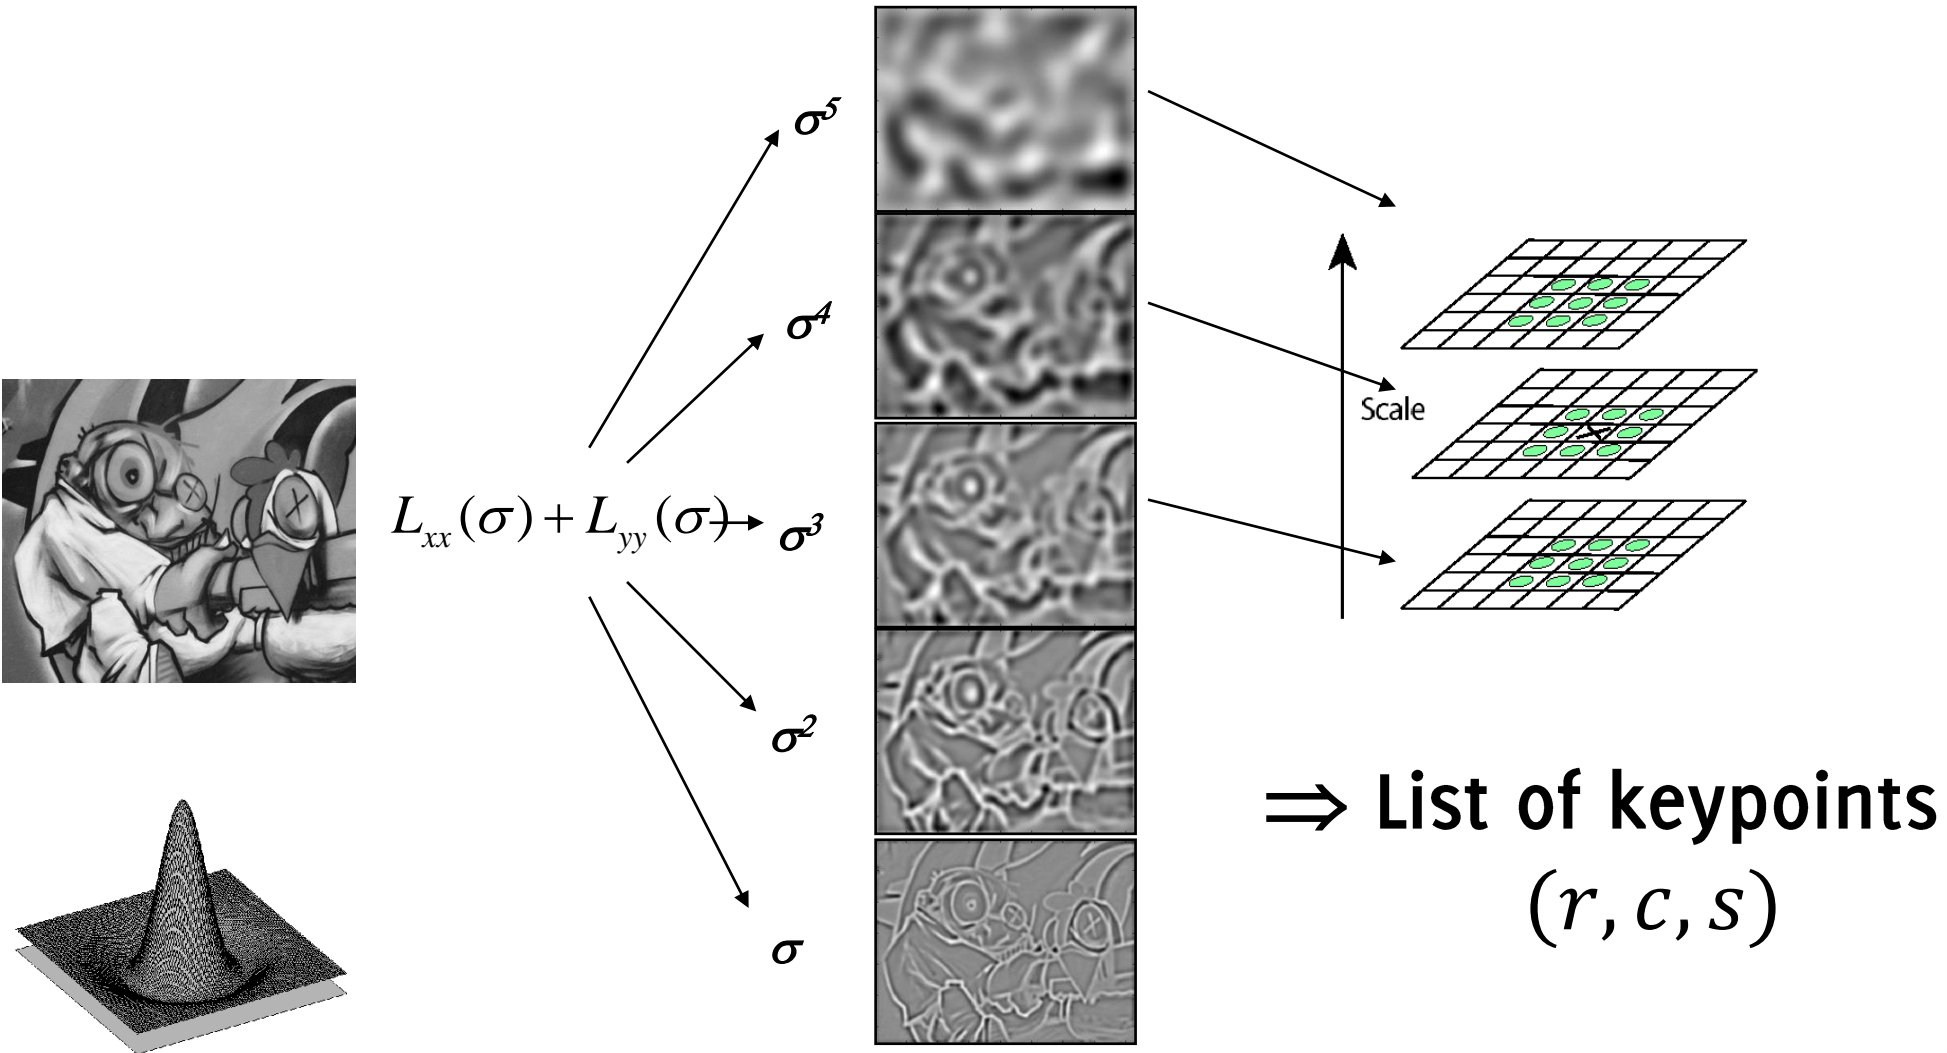 σ⁵
σ⁴
Scale
L_xx(σ) + L_yy(σ)
σ³
σ²
⇒ List of keypoints
(r, c, s)
σ